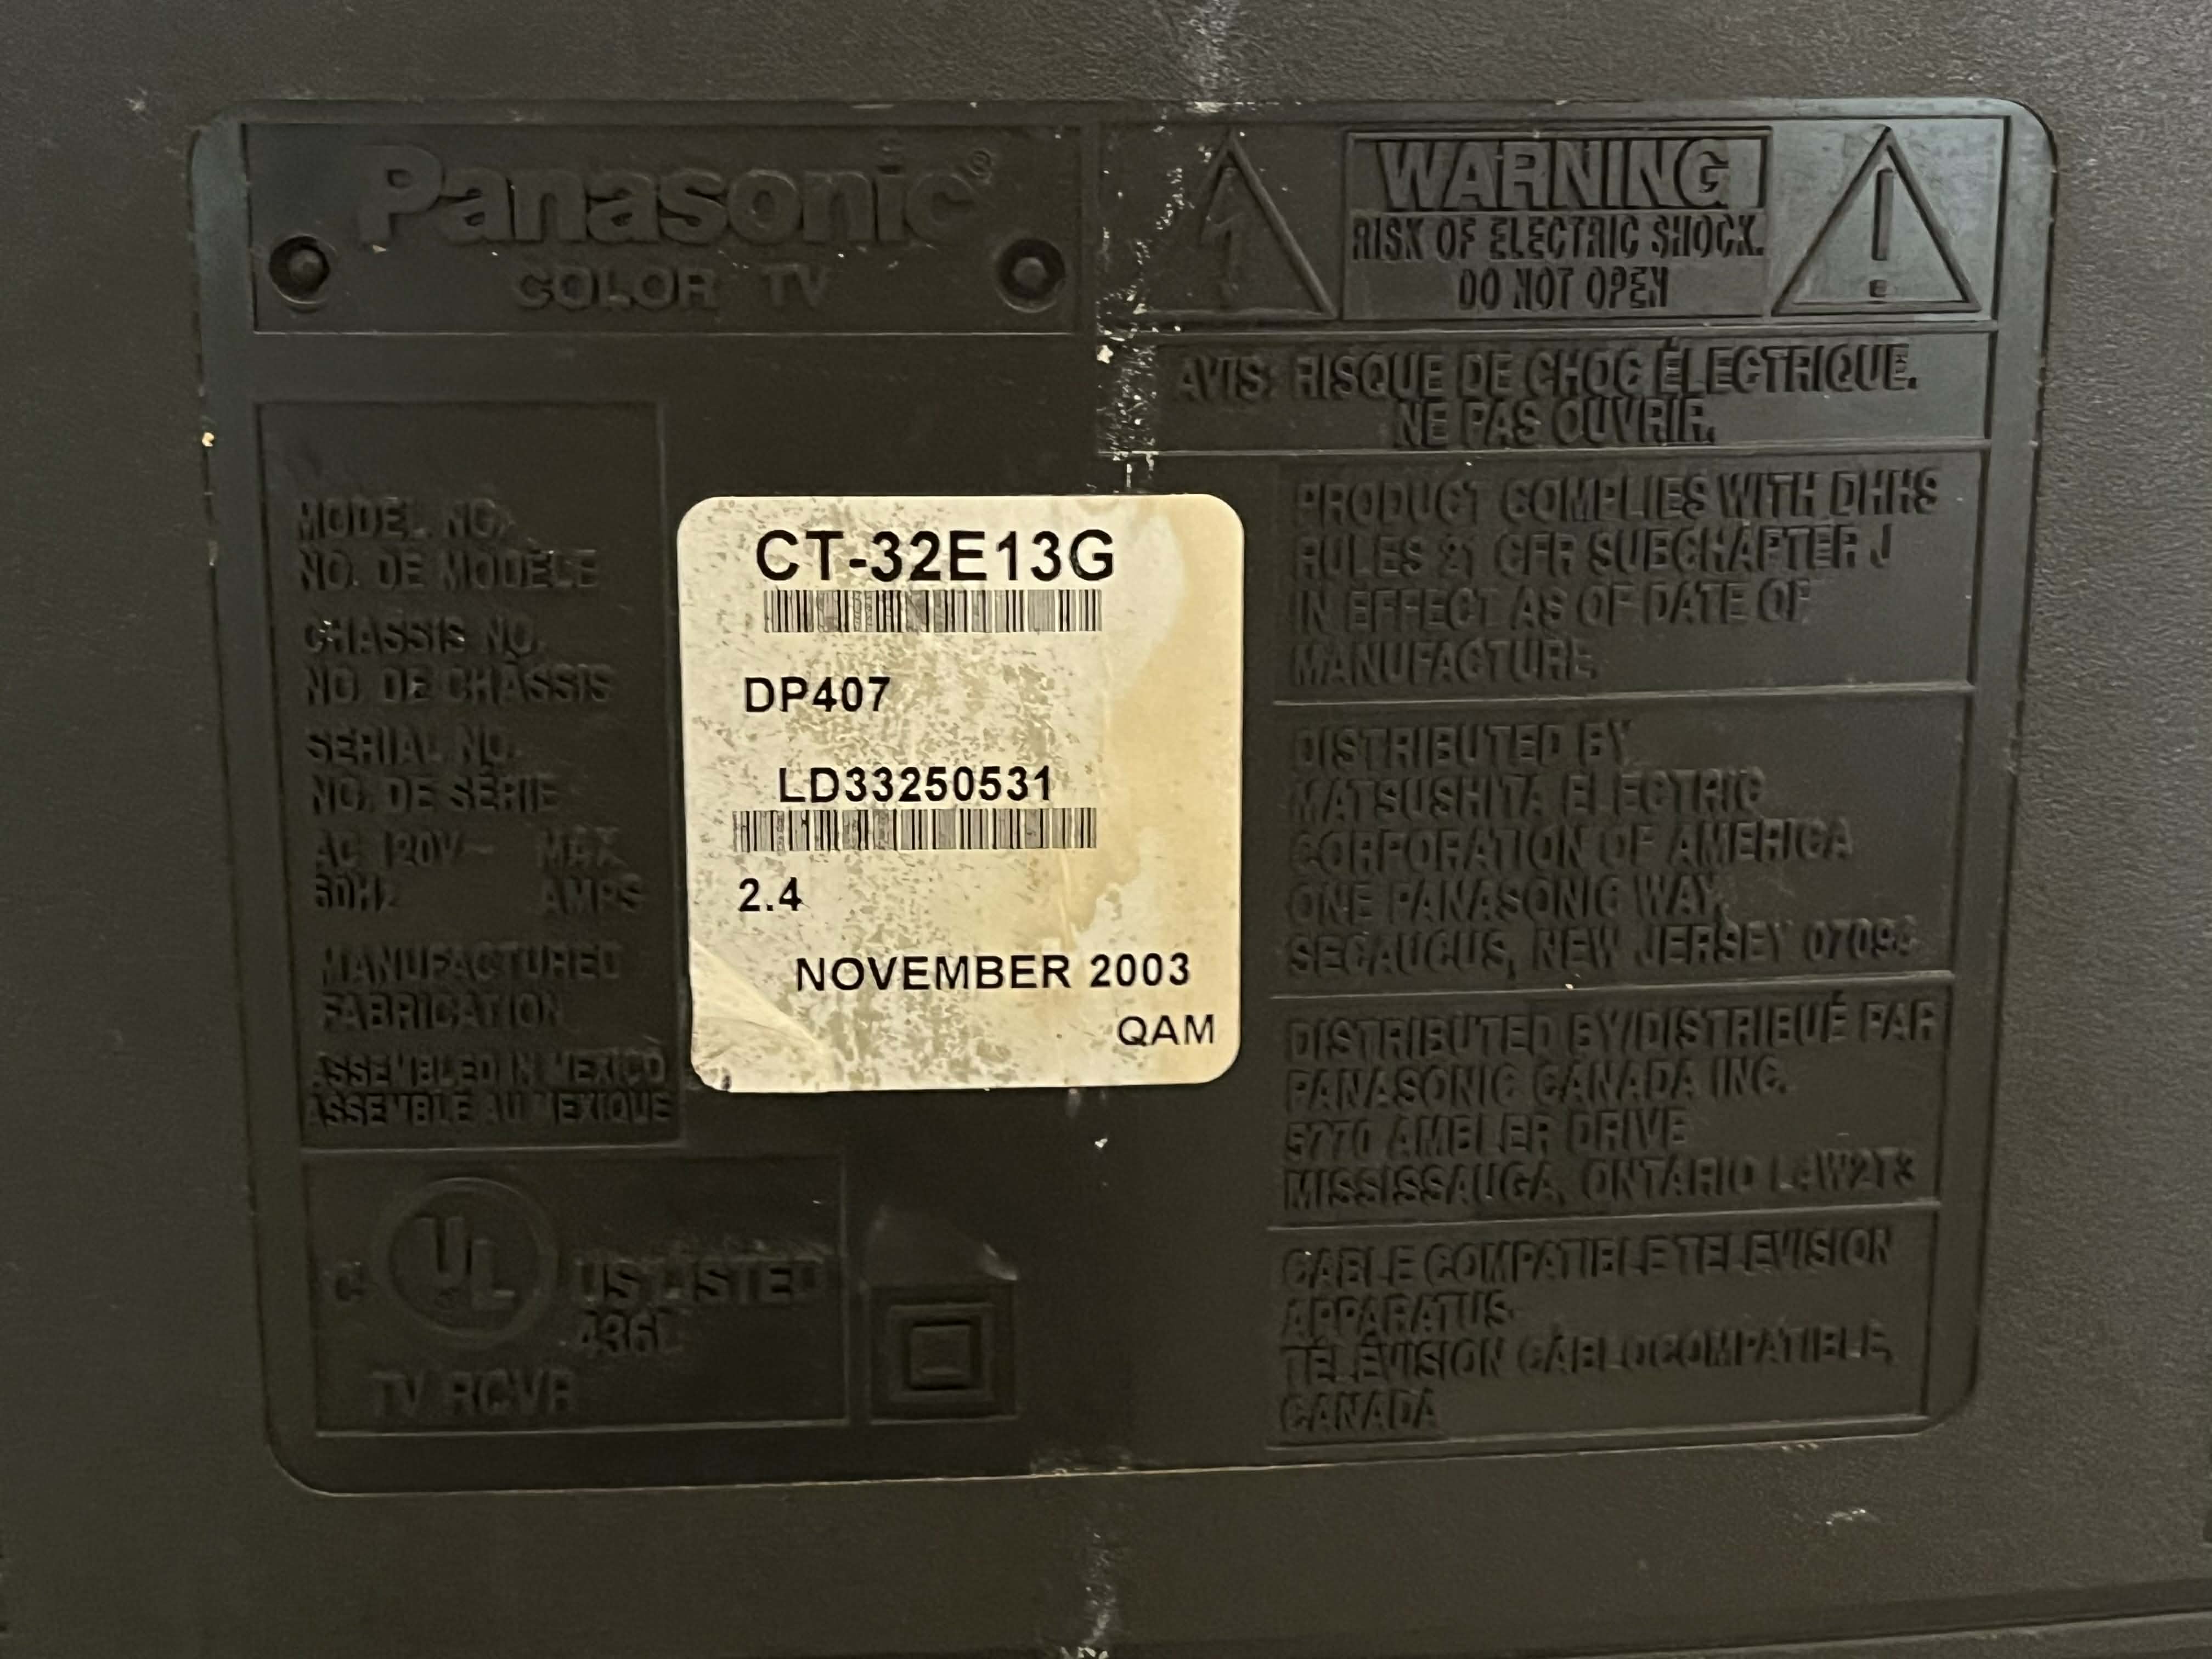 Panasonic®
COLOR TV
WARNING
RISK OF ELECTRIC SHOCK.
DO NOT OPEN
AVIS: RISQUE DE CHOC ÉLECTRIQUE.
NE PAS OUVRIR.
MODEL NO.
NO. DE MODÈLE
CHASSIS NO.
NO. DE CHÂSSIS
SERIAL NO.
NO. DE SÉRIE
AC 120V~ MAX
60Hz AMPS
MANUFACTURED
FABRICATION
ASSEMBLED IN MEXICO
ASSEMBLÉ AU MEXIQUE
CT-32E13G
DP407
LD33250531
2.4
NOVEMBER 2003
QAM
C UL US LISTED
TV RCVR
PRODUCT COMPLIES WITH DHHS
RULES 21 CFR SUBCHAPTER J
IN EFFECT AS OF DATE OF
MANUFACTURE.
DISTRIBUTED BY
MATSUSHITA ELECTRIC
CORPORATION OF AMERICA
ONE PANASONIC WAY,
SECAUCUS, NEW JERSEY
DISTRIBUTED BY/DISTRIBUÉ PAR
PANASONIC CANADA INC.
5770 AMBLER DRIVE
MISSISSAUGA, ONTARIO L4W2T3
CABLE COMPATIBLE TELEVISION
APPARATUS-
TÉLÉVISION CÂBLOCOMPATIBLE,
CANADA